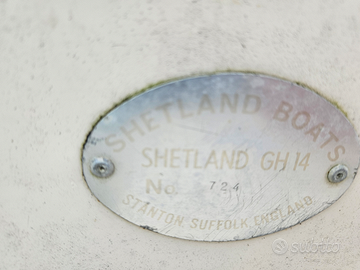 SHETLAND BOATS
SHETLAND GH14
No. 724
STANTON, SUFFOLK, ENGLAND
subito